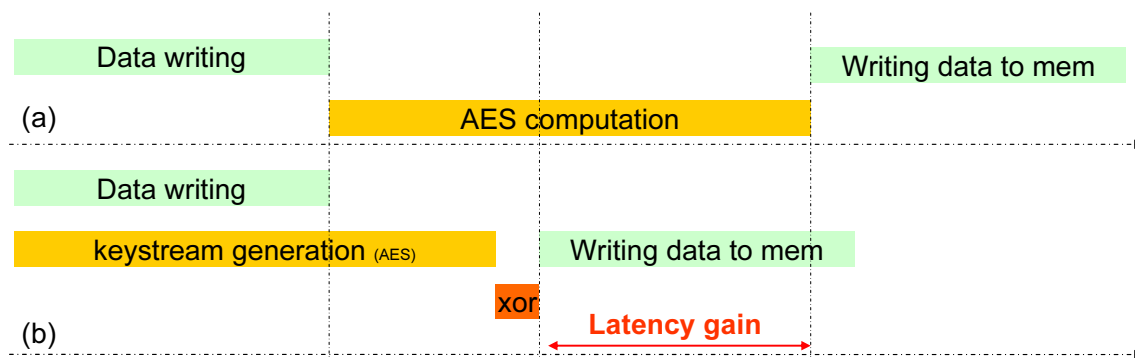 Data writing
Writing data to mem
(a)
AES computation
Data writing
keystream generation (AES)
Writing data to mem
xor
Latency gain
(b)